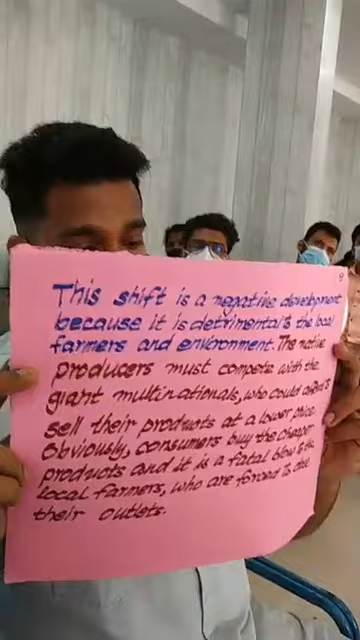 This shift is a negative development
because it is detrimental to the local
farmers and environment. The native
producers must compete with the
giant multinationals, who could afford to
sell their products at a lower price.
Obviously, consumers buy the cheaper
products and it is a fatal blow to the
local farmers, who are forced to close
their outlets.